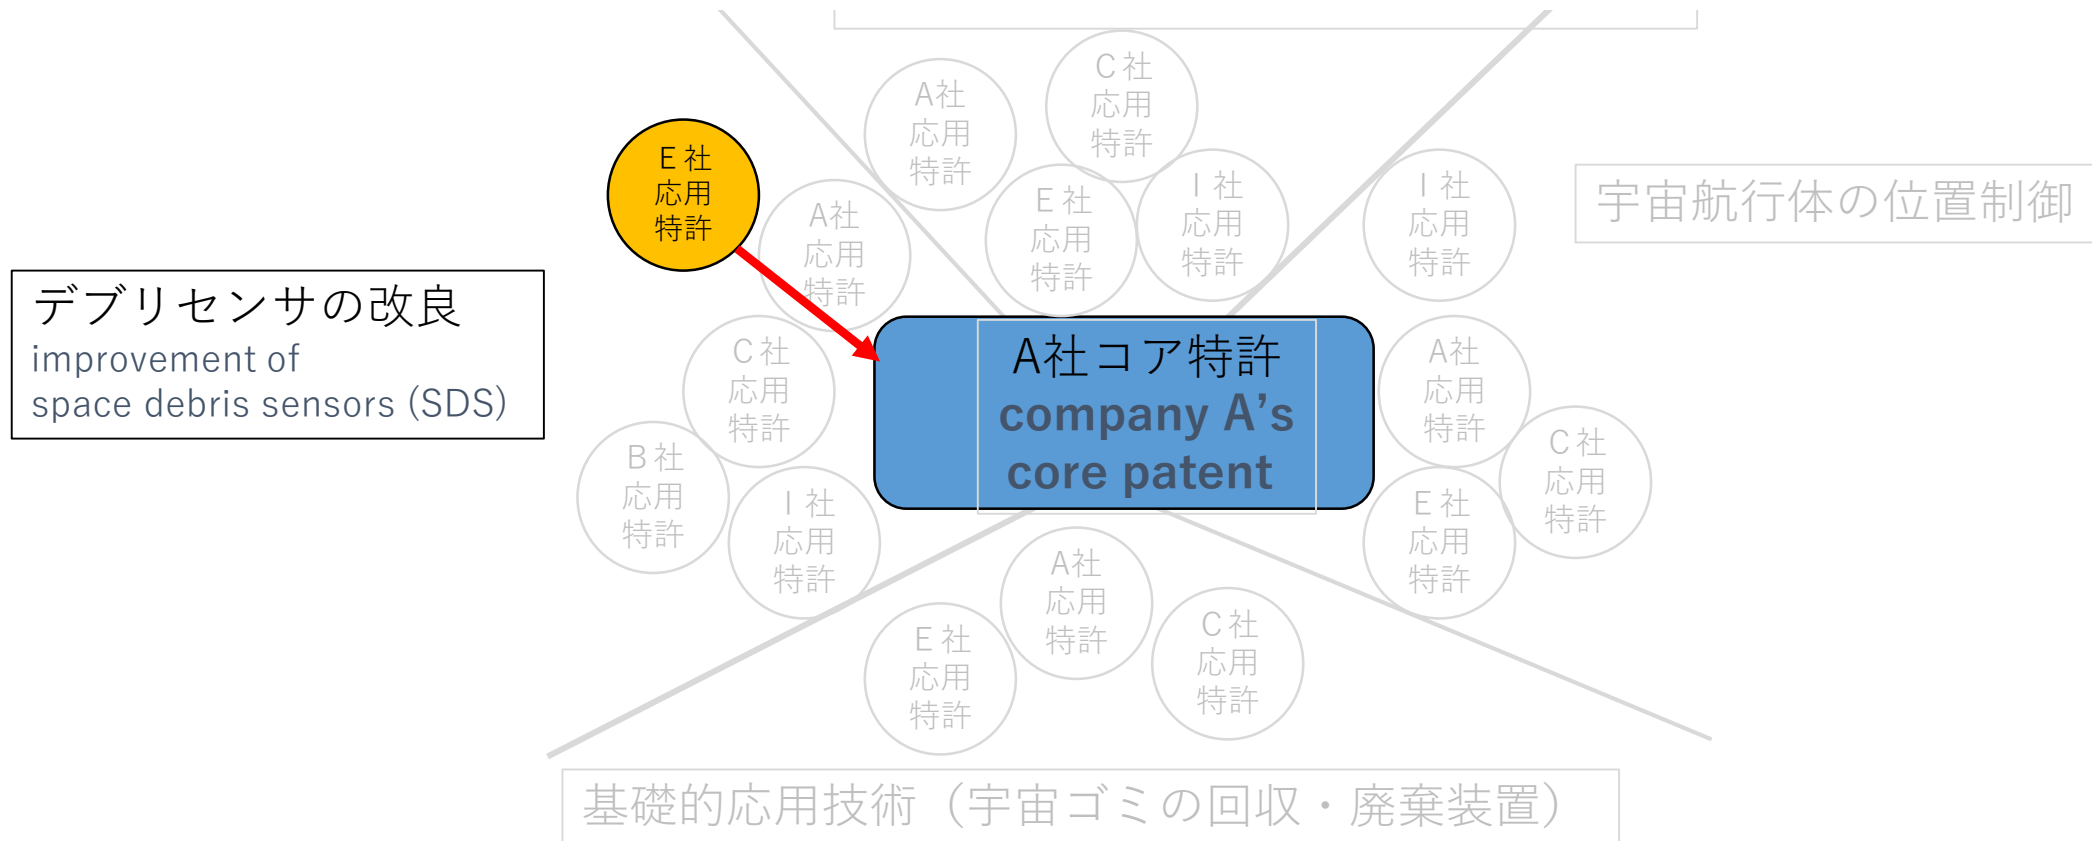 C社
応用
特許
A社
応用
特許
E社
応用
特許
A社
応用
特許
E社
応用
特許
I社
応用
特許
I社
応用
特許
宇宙航行体の位置制御
デブリセンサの改良
improvement of
space debris sensors (SDS)
C社
応用
特許
A社コア特許
company A’s
core patent
A社
応用
特許
B社
応用
特許
I社
応用
特許
C社
応用
特許
E社
応用
特許
A社
応用
特許
E社
応用
特許
C社
応用
特許
基礎的応用技術（宇宙ゴミの回収・廃棄装置）